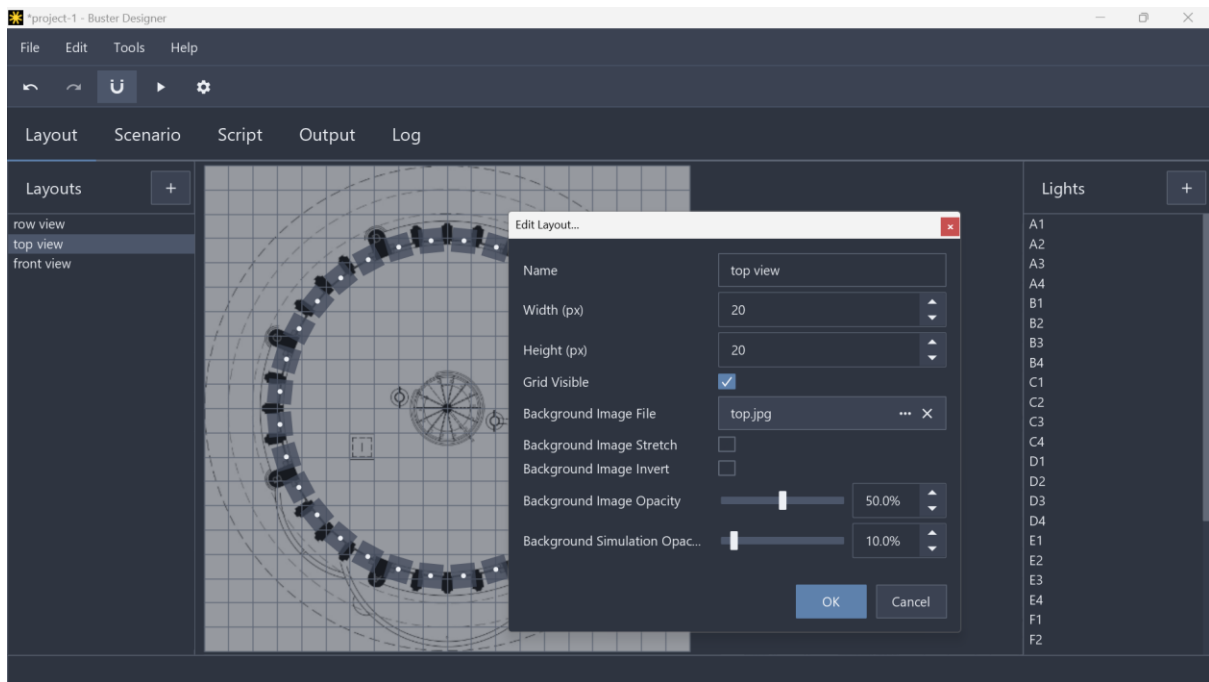 *project-1 - Buster Designer
File Edit Tools Help
Layout Scenario Script Output Log
Layouts +
row view
top view
front view
Edit Layout...
Name top view
Width (px) 20
Height (px) 20
Grid Visible
Background Image File top.jpg ...
Background Image Stretch
Background Image Invert
Background Image Opacity 50.0%
Background Simulation Opac... 10.0%
OK Cancel
Lights +
A1
A2
A3
A4
B1
B2
B3
B4
C1
C2
C3
C4
D1
D2
D3
D4
E1
E2
E3
E4
F1
F2